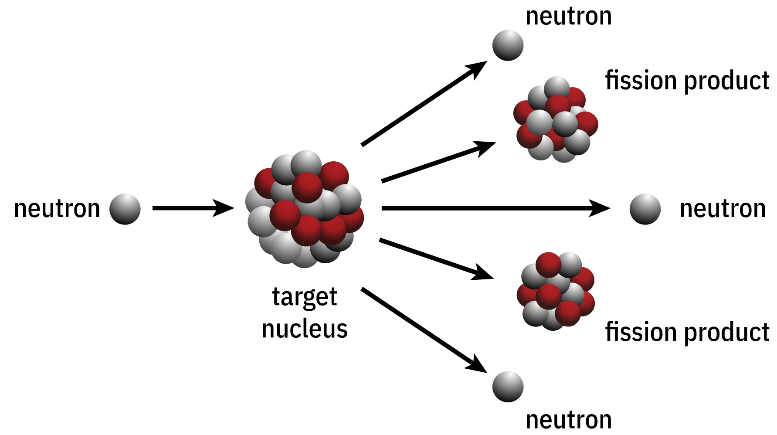 neutron
fission product
neutron
neutron
target
nucleus
fission product
neutron